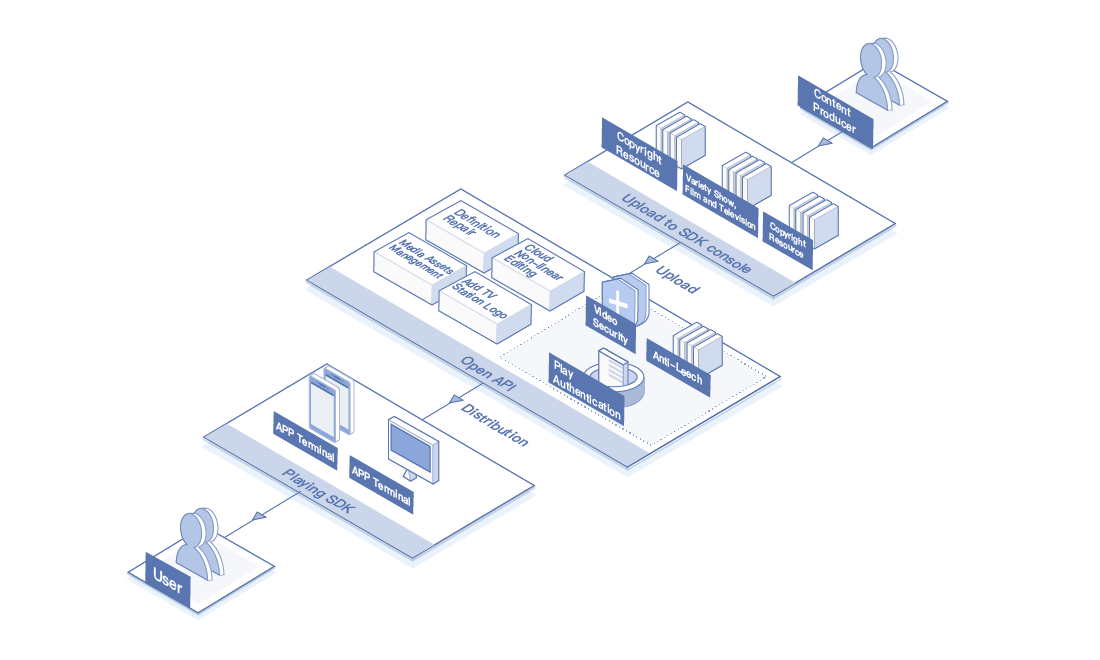 Content
Producer
Copyright
Resource
Variety Show,
Film and Television
Copyright
Resource
Upload to SDK console
Upload
Definition
Repair
Cloud
Non-linear
Editing
Media Assets
Management
Add TV
Station Logo
Video
Security
Anti-Leech
Play
Authentication
Open API
Distribution
APP Terminal
APP Terminal
Playing SDK
User